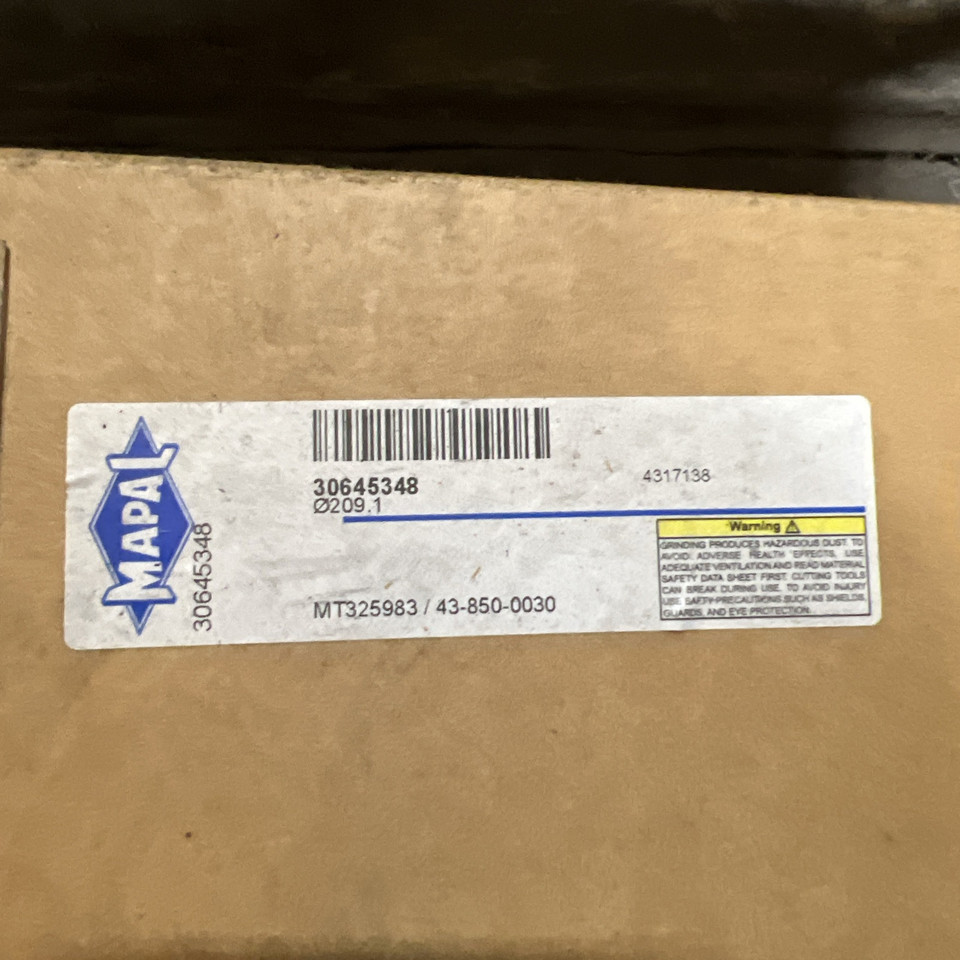 MAPAL
30645348
30645348
Ø209.1
4317138
MT325983 / 43-850-0030
Warning
GRINDING PRODUCES HAZARDOUS DUST. TO
AVOID ADVERSE HEALTH EFFECTS, USE
ADEQUATE VENTILATION AND READ MATERIAL
SAFETY DATA SHEET FIRST. CUTTING TOOLS
CAN BREAK DURING USE. TO AVOID INJURY
USE SAFTY-PRECAUTIONS SUCH AS SHIELDS,
GUARDS, AND EYE PROTECTION.